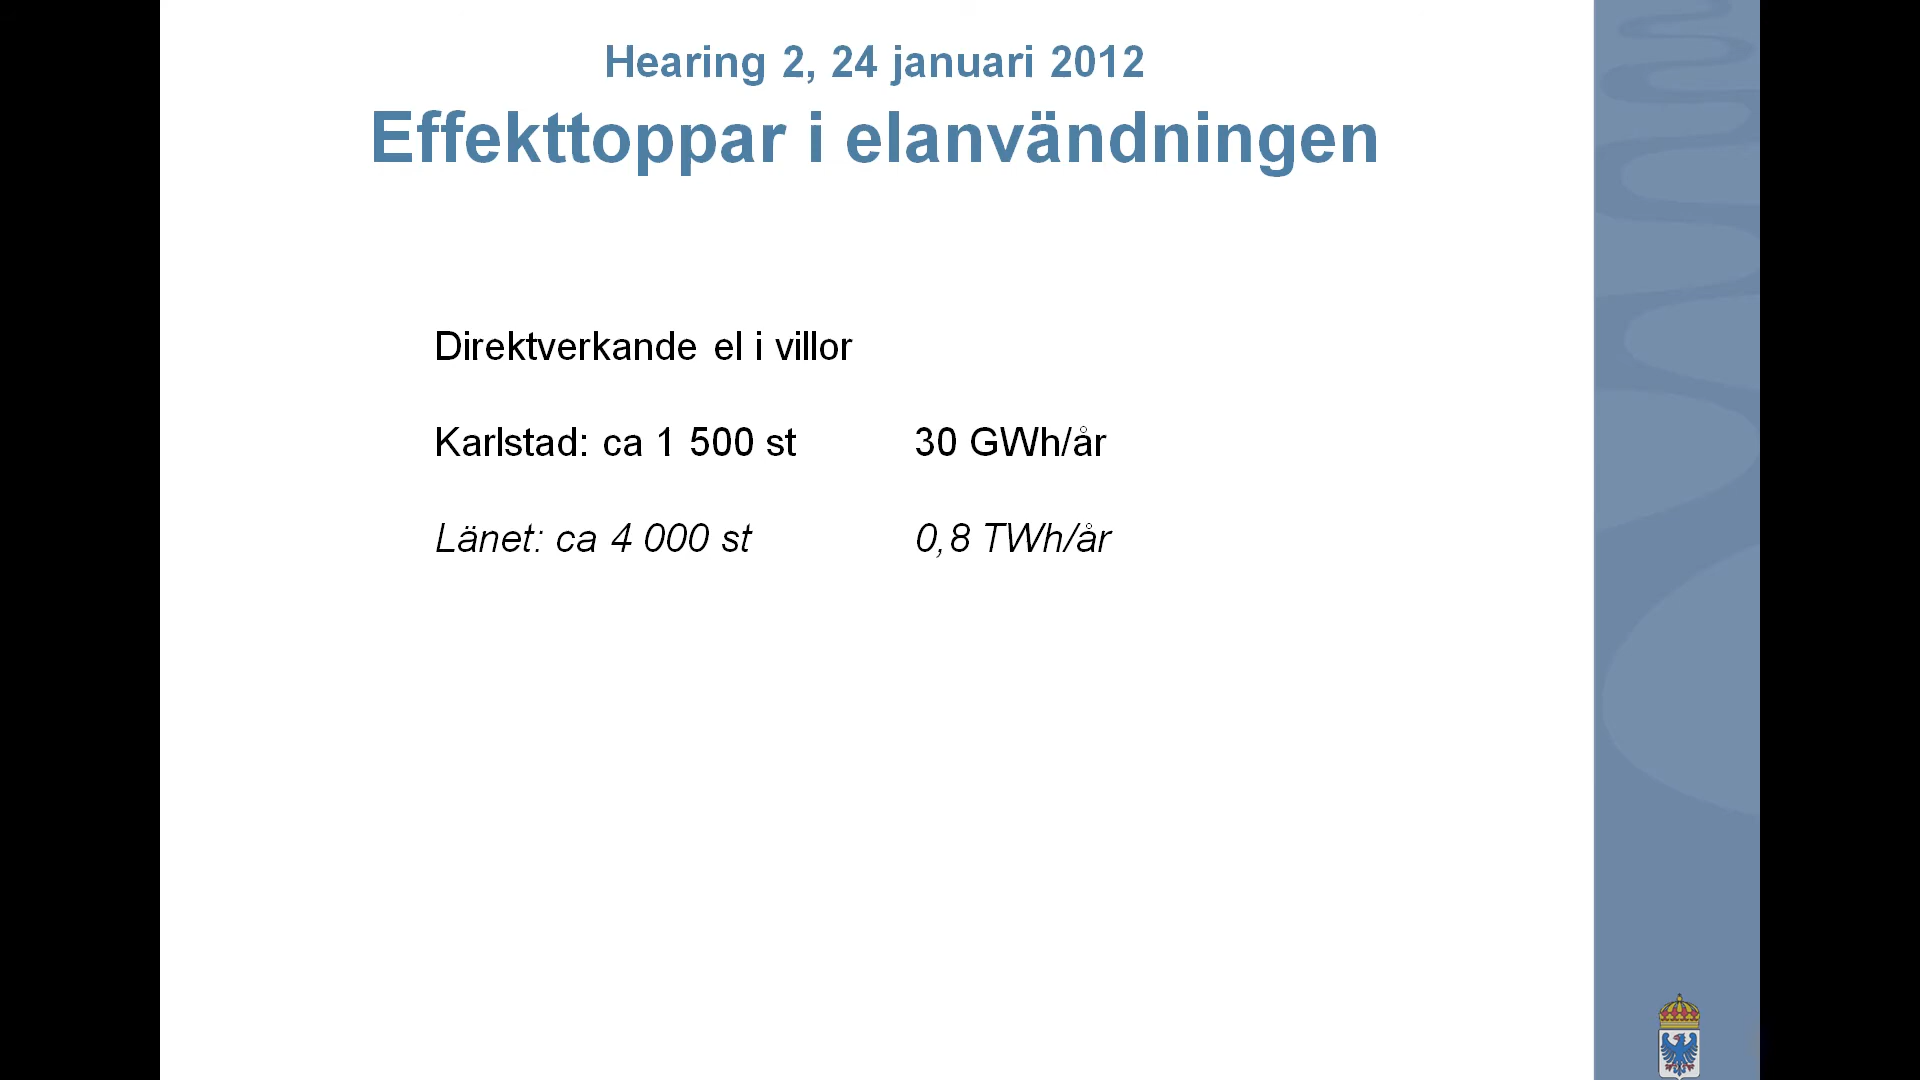 Hearing 2, 24 januari 2012
Effekttoppar i elanvändningen
Direktverkande el i villor
Karlstad: ca 1 500 st 30 GWh/år
Länet: ca 4 000 st 0,8 TWh/år